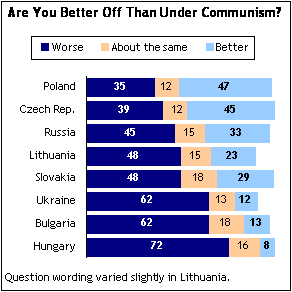 Are You Better Off Than Under Communism?
Worse About the same Better
Poland 35 12 47
Czech Rep. 39 12 45
Russia 45 15 33
Lithuania 48 15 23
Slovakia 48 18 29
Ukraine 62 13 12
Bulgaria 62 18 13
Hungary 72 16 8
Question wording varied slightly in Lithuania.